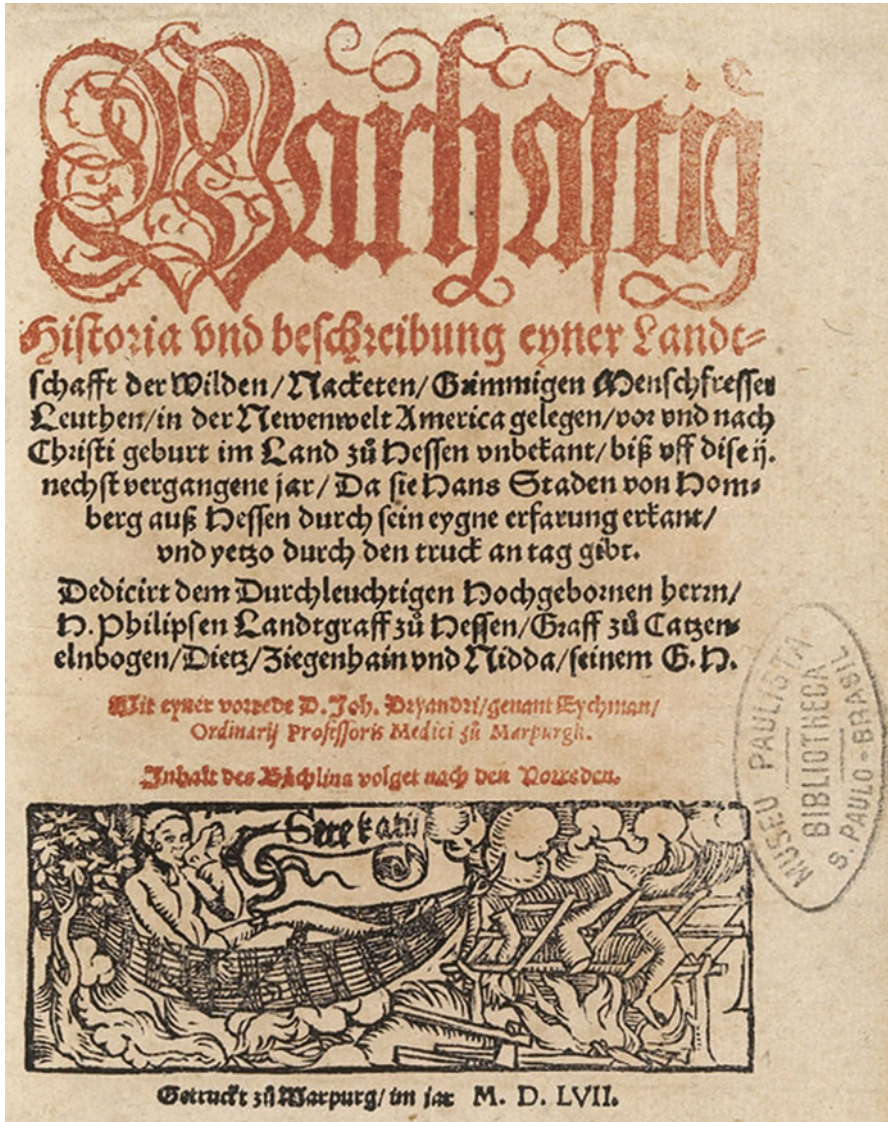 Warhaftig
Historia vnd beschreibung eyner Landt-
schafft der Wilden/Nacketen/Grimmigen Menschfresser
Leuthen/in der Newenwelt America gelegen/vor vnd nach
Christi geburt im Land zů Hessen vnbekant/biß vff dise ij.
nechst vergangene jar/Da sie Hans Staden von Hom-
berg auß Hessen durch sein eygne erfarung erkant/
vnd yetzo durch den truck an tag gibt.
Dedicirt dem Durchleuchtigen Hochgebornen herrn/
H. Philipsen Landtgraff zů Hessen/Graff zů Catzen-
elnbogen/Dietz/Ziegenhain vnd Nidda/seinem G.H.
Mit eyner vorrede D. Joh. Dryandri/genant Eychman/
Ordinarij Professoris Medici zů Marpurgk.
Inhalt des Büchlins volget nach den Vorreden.
Getruckt zů Marpurg/im jar M. D. LVII.
MUSEU PAULISTA
BIBLIOTHECA
S. PAULO-BRASIL